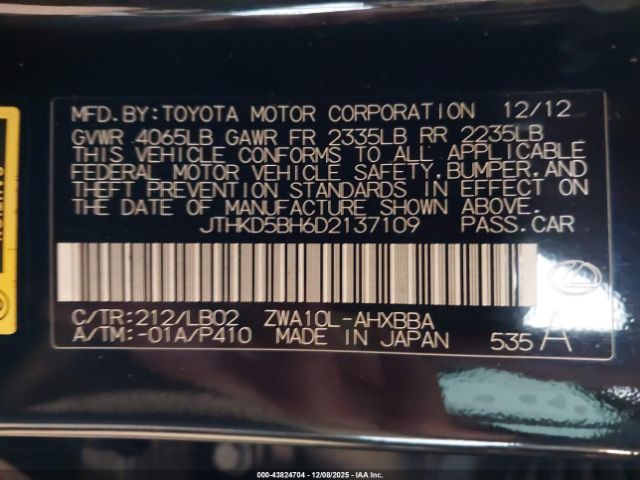 MFD. BY: TOYOTA MOTOR CORPORATION 12/12
GVWR 4065LB GAWR FR 2335LB RR 2235LB
THIS VEHICLE CONFORMS TO ALL APPLICABLE
FEDERAL MOTOR VEHICLE SAFETY, BUMPER, AND
THEFT PREVENTION STANDARDS IN EFFECT ON
THE DATE OF MANUFACTURE SHOWN ABOVE.
JTHKD5BH6D2137109 PASS. CAR
C/TR: 212/LB02 ZWA10L-AHXBBA
A/TM: -01A/P410 MADE IN JAPAN 535 A
000-43824704 - 12/08/2025 - IAA Inc.